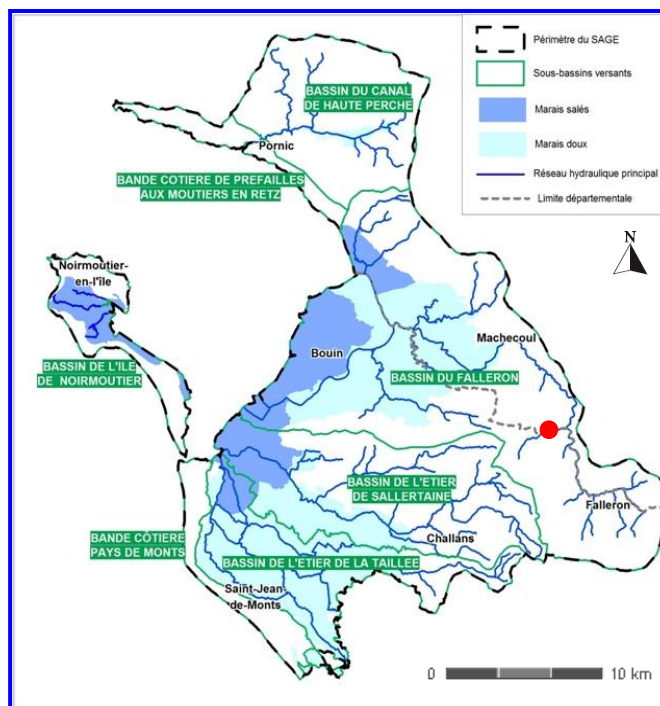 Périmètre du SAGE
Sous-bassins versants
Marais salés
Marais doux
Réseau hydraulique principal
Limite départementale
N
BASSIN DU CANAL
DE HAUTE PERCHE
Pornic
BANDE COTIERE DE PREFAILLES
AUX MOUTIERS EN RETZ
Noirmoutier-
en-l'île
BASSIN DE L'ILE
DE NOIRMOUTIER
Bouin
Machecoul
BASSIN DU FALLERON
BASSIN DE L'ETIER
DE SALLERTAINE
Falleron
Challans
BANDE CÔTIERE
PAYS DE MONTS
BASSIN DE L'ETIER DE LA TAILLEE
Saint-Jean-
de-Monts
0 10 km